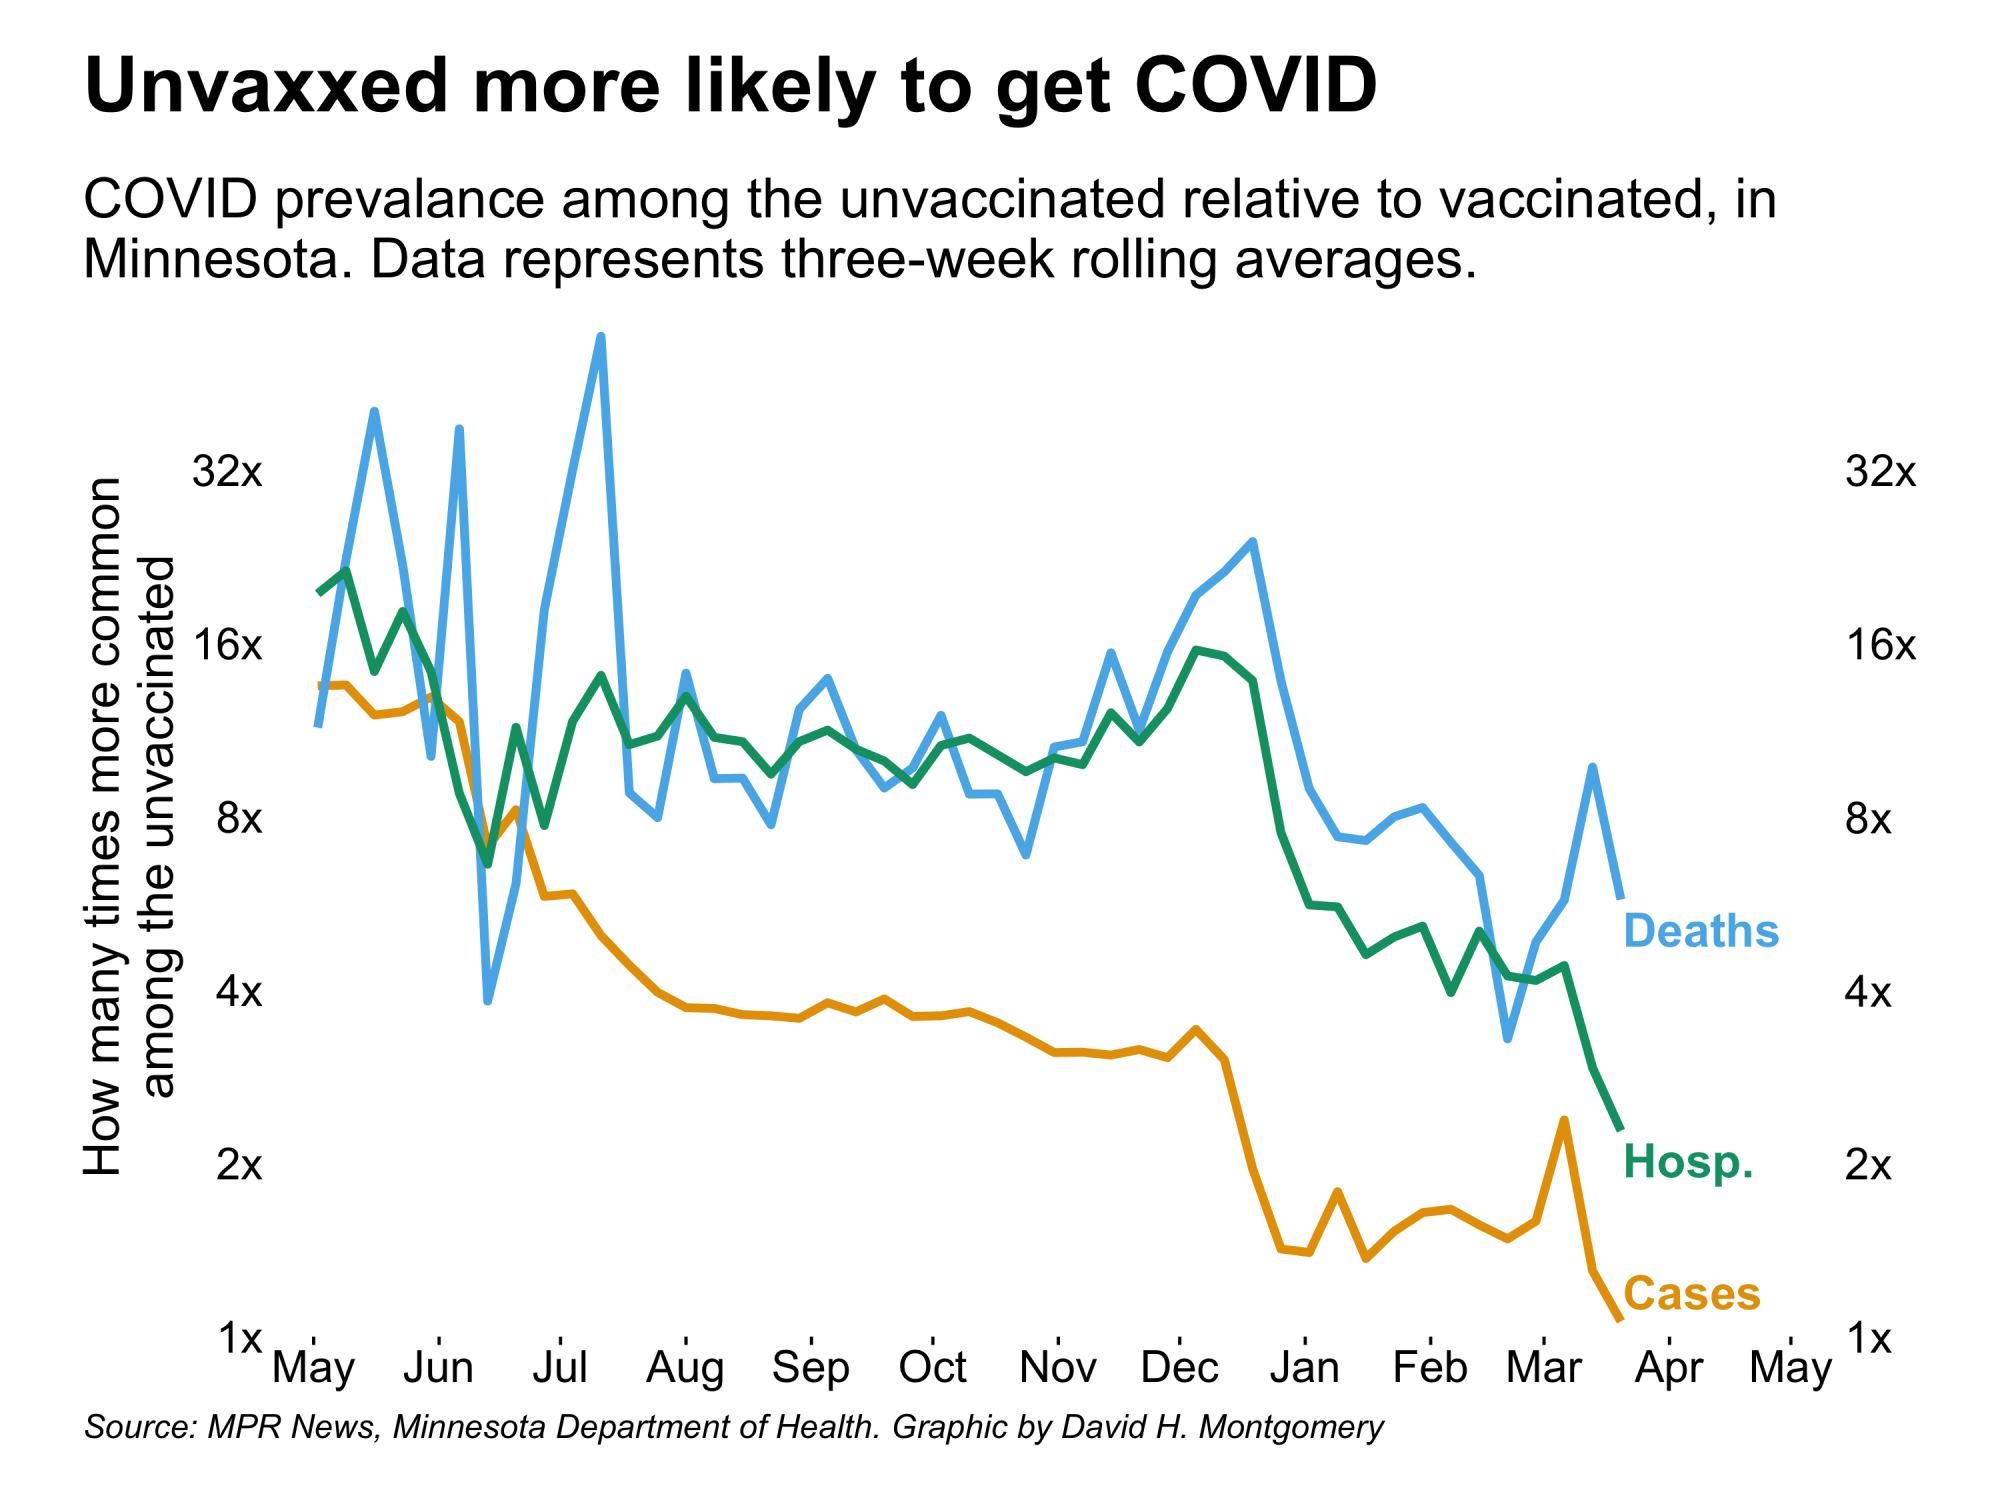 Unvaxxed more likely to get COVID
COVID prevalance among the unvaccinated relative to vaccinated, in
Minnesota. Data represents three-week rolling averages.
How many times more common
among the unvaccinated
32x
16x
8x
4x
2x
1x
32x
16x
8x
4x
2x
1x
Deaths
Hosp.
Cases
May Jun Jul Aug Sep Oct Nov Dec Jan Feb Mar Apr May
Source: MPR News, Minnesota Department of Health. Graphic by David H. Montgomery